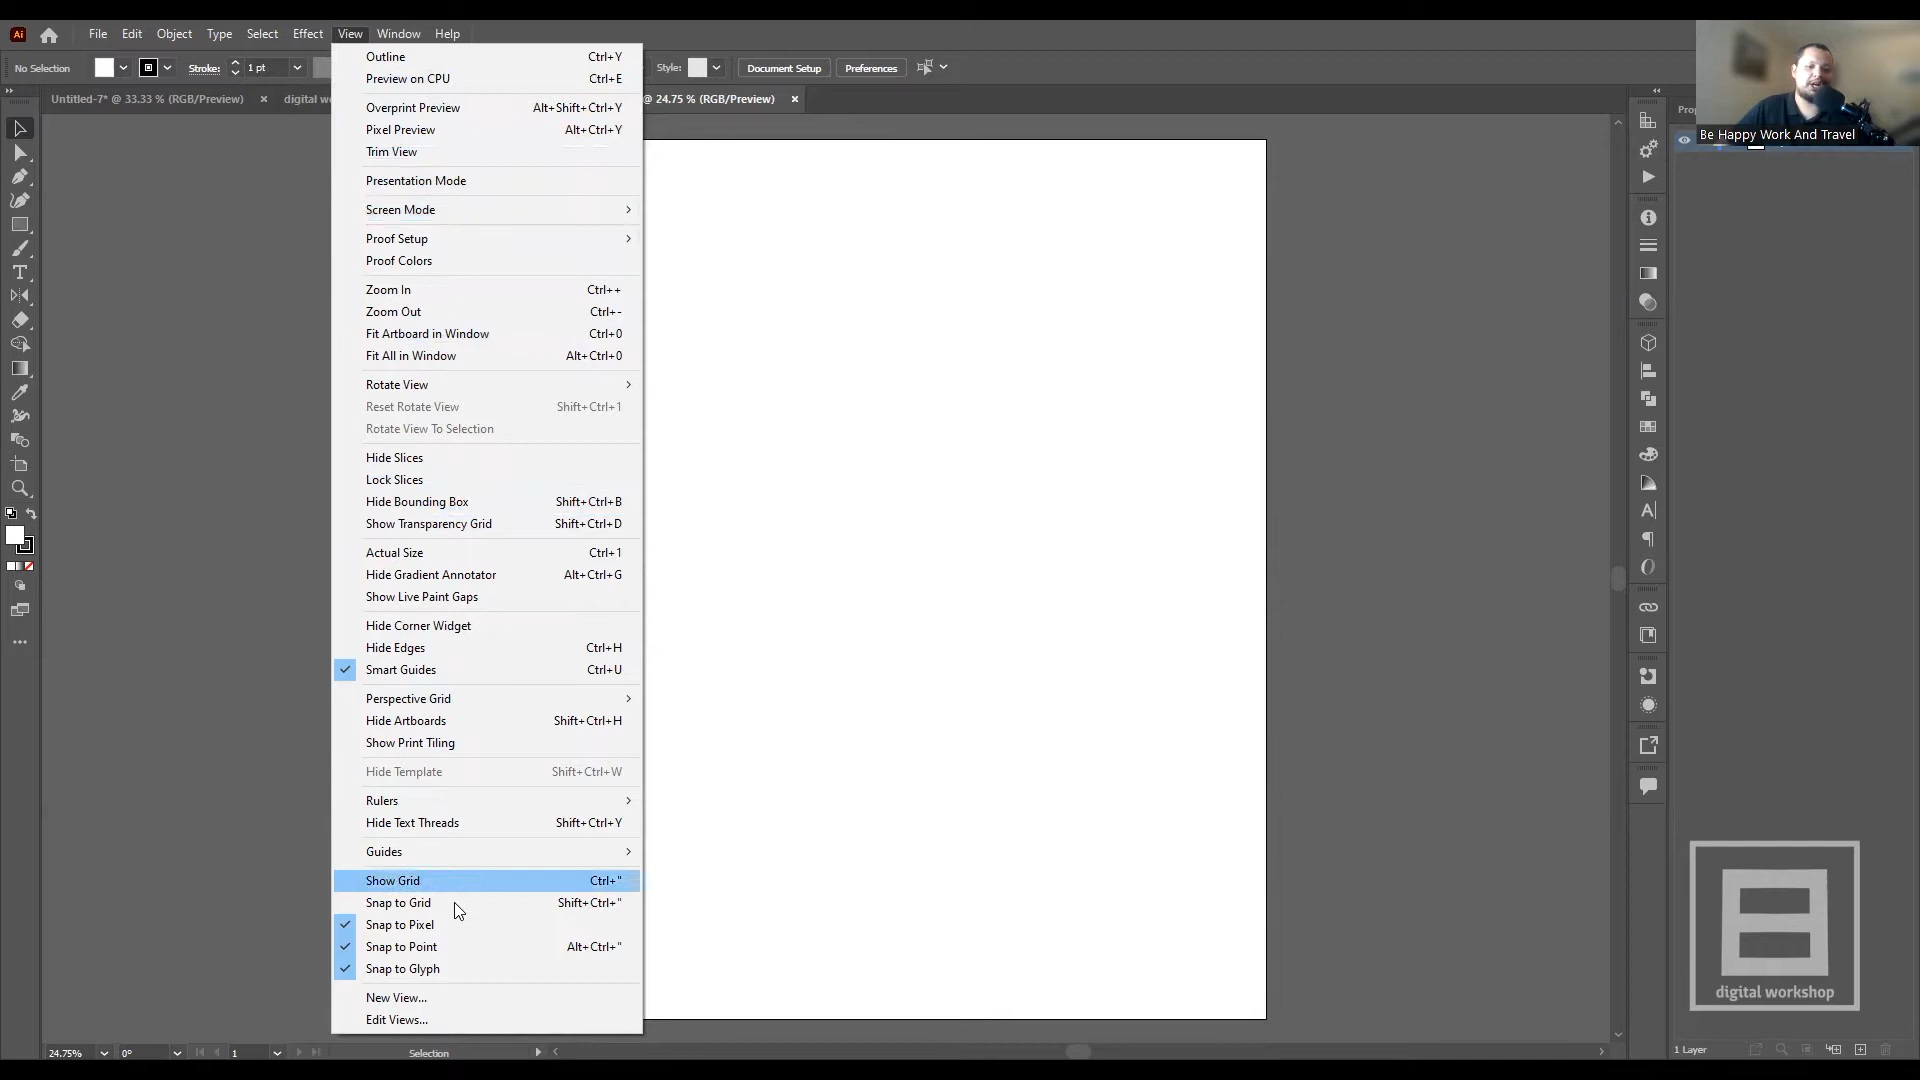 Ai File Edit Object Type Select Effect View Window Help
No Selection Stroke: 1 pt Style: Document Setup Preferences
Untitled-7* @ 33.33 % (RGB/Preview) × digital @ 24.75 % (RGB/Preview) ×
Outline Ctrl+Y
Preview on CPU Ctrl+E
Overprint Preview Alt+Shift+Ctrl+Y
Pixel Preview Alt+Ctrl+Y
Trim View
Presentation Mode
Screen Mode
Proof Setup
Proof Colors
Zoom In Ctrl++
Zoom Out Ctrl+-
Fit Artboard in Window Ctrl+0
Fit All in Window Alt+Ctrl+0
Rotate View
Reset Rotate View Shift+Ctrl+1
Rotate View To Selection
Hide Slices
Lock Slices
Hide Bounding Box Shift+Ctrl+B
Show Transparency Grid Shift+Ctrl+D
Actual Size Ctrl+1
Hide Gradient Annotator Alt+Ctrl+G
Show Live Paint Gaps
Hide Corner Widget
Hide Edges Ctrl+H
Smart Guides Ctrl+U
Perspective Grid
Hide Artboards Shift+Ctrl+H
Show Print Tiling
Hide Template Shift+Ctrl+W
Rulers
Hide Text Threads Shift+Ctrl+Y
Guides
Show Grid Ctrl+"
Snap to Grid Shift+Ctrl+"
Snap to Pixel
Snap to Point Alt+Ctrl+"
Snap to Glyph
New View...
Edit Views...
24.75% 0° 1 Selection
Be Happy Work And Travel
digital workshop
1 Layer